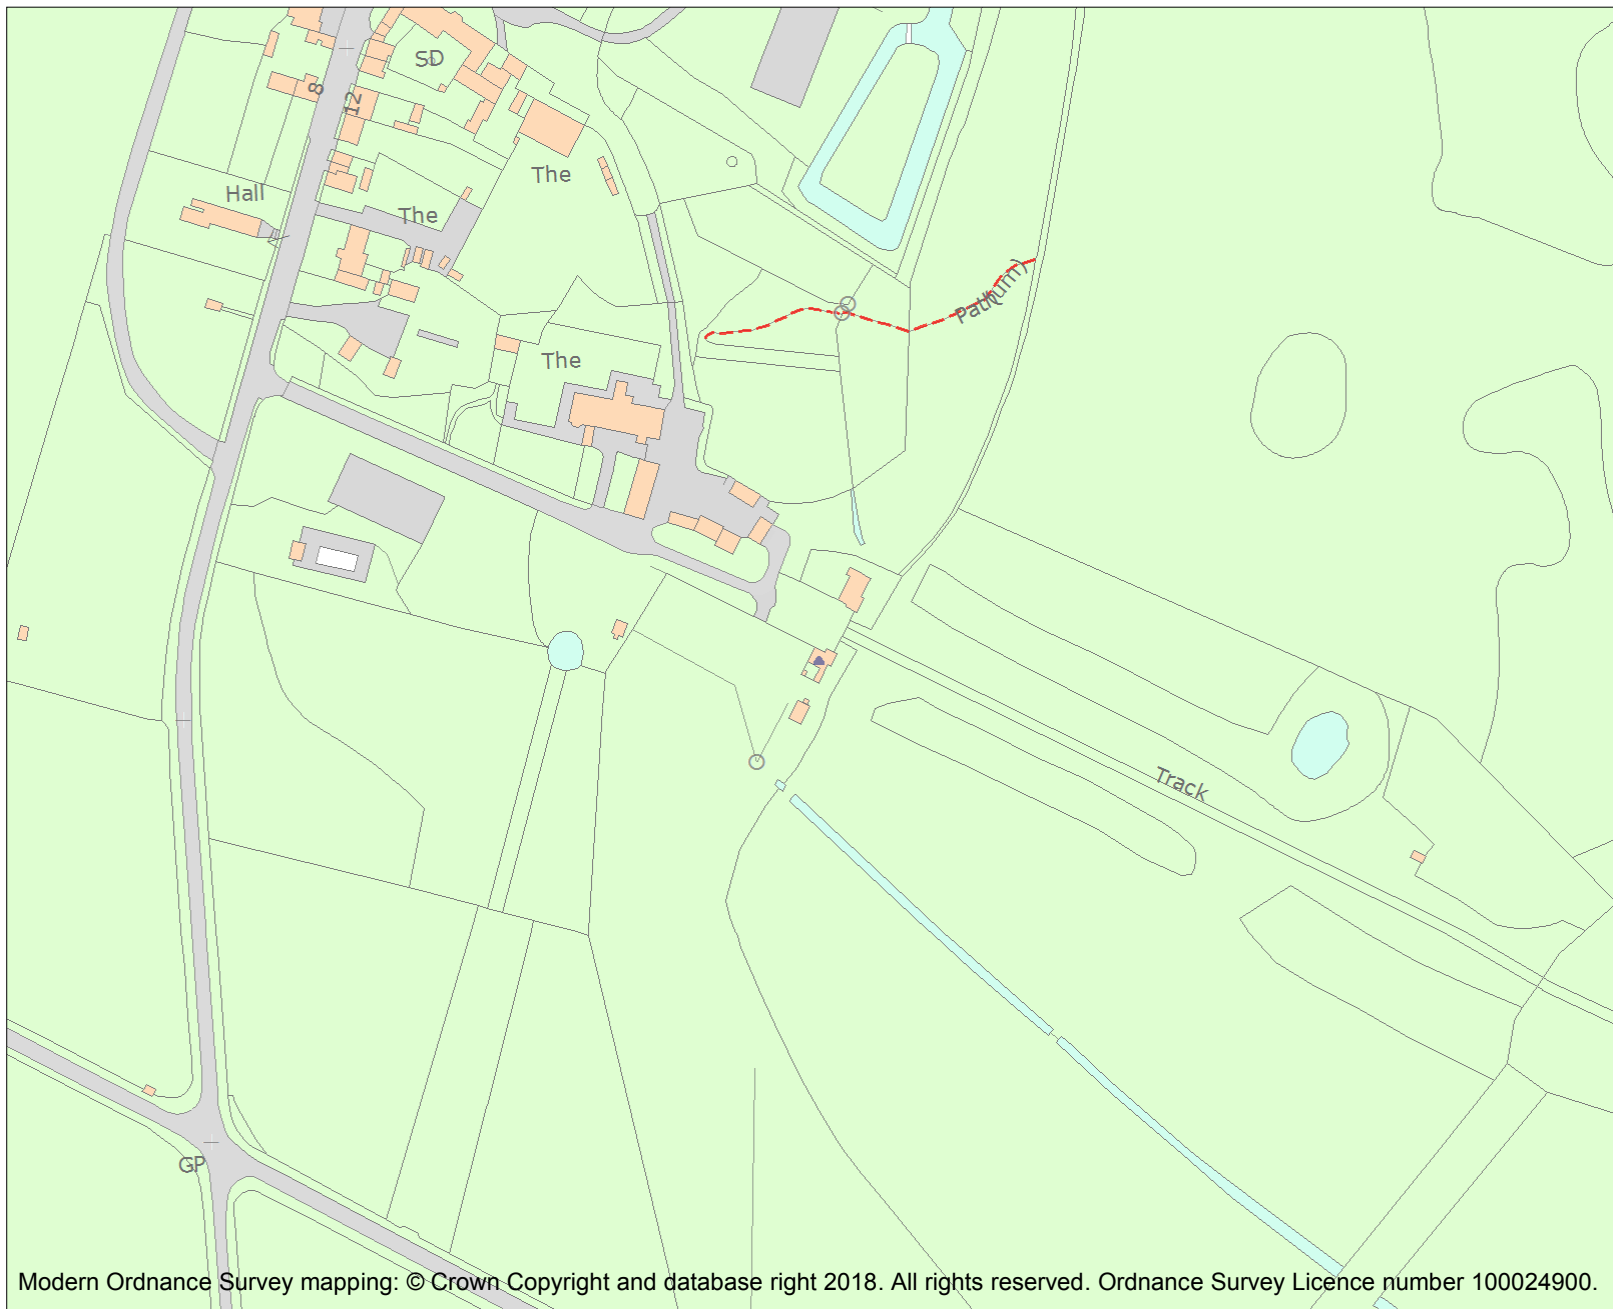 SD
8
12
The
Hall
The
Path
(um)
The
Track
GP
Modern Ordnance Survey mapping: © Crown Copyright and database right 2018. All rights reserved. Ordnance Survey Licence number 100024900.